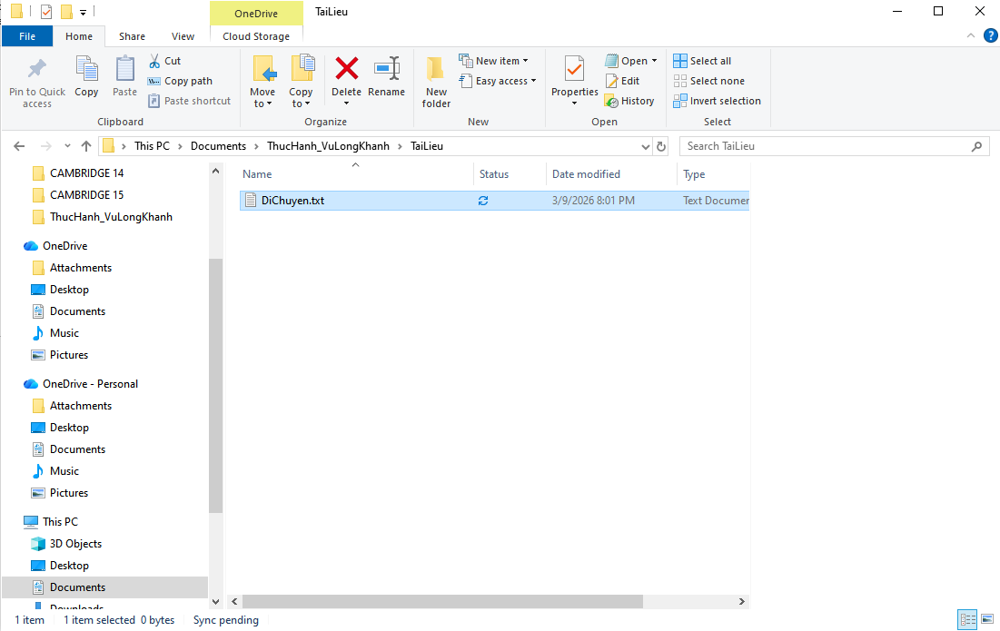 OneDrive
TaiLieu
File
Home
Share
View
Cloud Storage
Pin to Quick access
Copy
Paste
Cut
Copy path
Paste shortcut
Clipboard
Move to
Copy to
Delete
Rename
Organize
New folder
New item
Easy access
New
Properties
Open
Edit
History
Open
Select all
Select none
Invert selection
Select
This PC > Documents > ThucHanh_VuLongKhanh > TaiLieu
Search TaiLieu
CAMBRIDGE 14
CAMBRIDGE 15
ThucHanh_VuLongKhanh
OneDrive
Attachments
Desktop
Documents
Music
Pictures
OneDrive - Personal
Attachments
Desktop
Documents
Music
Pictures
This PC
3D Objects
Desktop
Documents
Downloads
Name Status Date modified Type
DiChuyen.txt 3/9/2026 8:01 PM Text Documen
1 item 1 item selected 0 bytes Sync pending